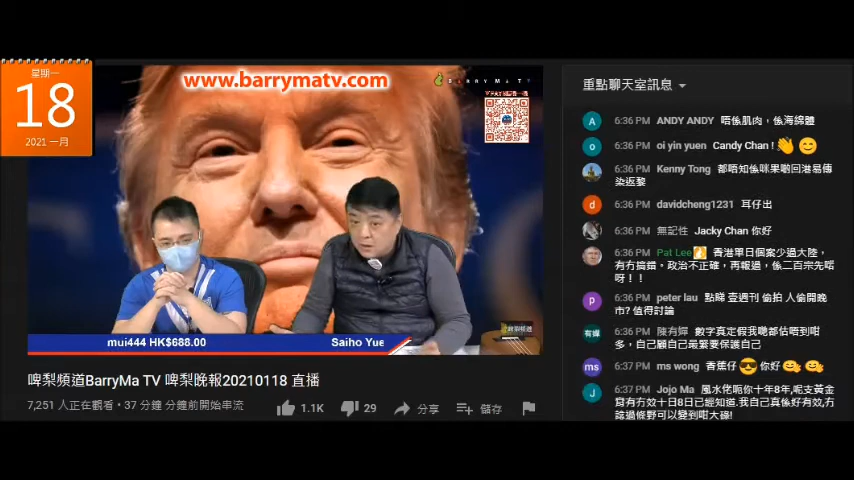 星期一
18
2021 一月
www.barrymatv.com
BARRYMATV
mui444 HK$688.00
Saiho Yue
啤梨頻道BarryMa TV 啤梨晚報20210118 直播
7,251 人正在觀看 • 37 分鐘 分鐘前開始串流
1.1K
29
分享
儲存
重點聊天室訊息
A 6:36 PM ANDY ANDY 唔係肌肉，係海綿體
o 6:36 PM oi yin yuen Candy Chan !👋😊
6:36 PM Kenny Tong 都唔知係咪果啲回港易傳
染返黎
d 6:36 PM davidcheng1231 耳仔出
6:36 PM 無記性 Jacky Chan 你好
6:36 PM Pat Lee 香港單日個案少過大陸，
有冇搞錯，政治不正確，再報過，係二百宗先啱
呀！！
p 6:36 PM peter lau 點睇 壹週刊 偷拍 人偷開晚
市? 值得討論
有嬅 6:36 PM 陳有嬅 數字真定假我哋都估唔到咁
多，自己顧自己最緊要保護自己
ms 6:37 PM ms wong 香蕉仔😎你好🤗🤗
J 6:37 PM Jojo Ma 風水佬呃你十年8年,呢支黃金
有冇效十日8日已經知道.我自己真係好有效,冇
諗過條野可以變到咁大碌!